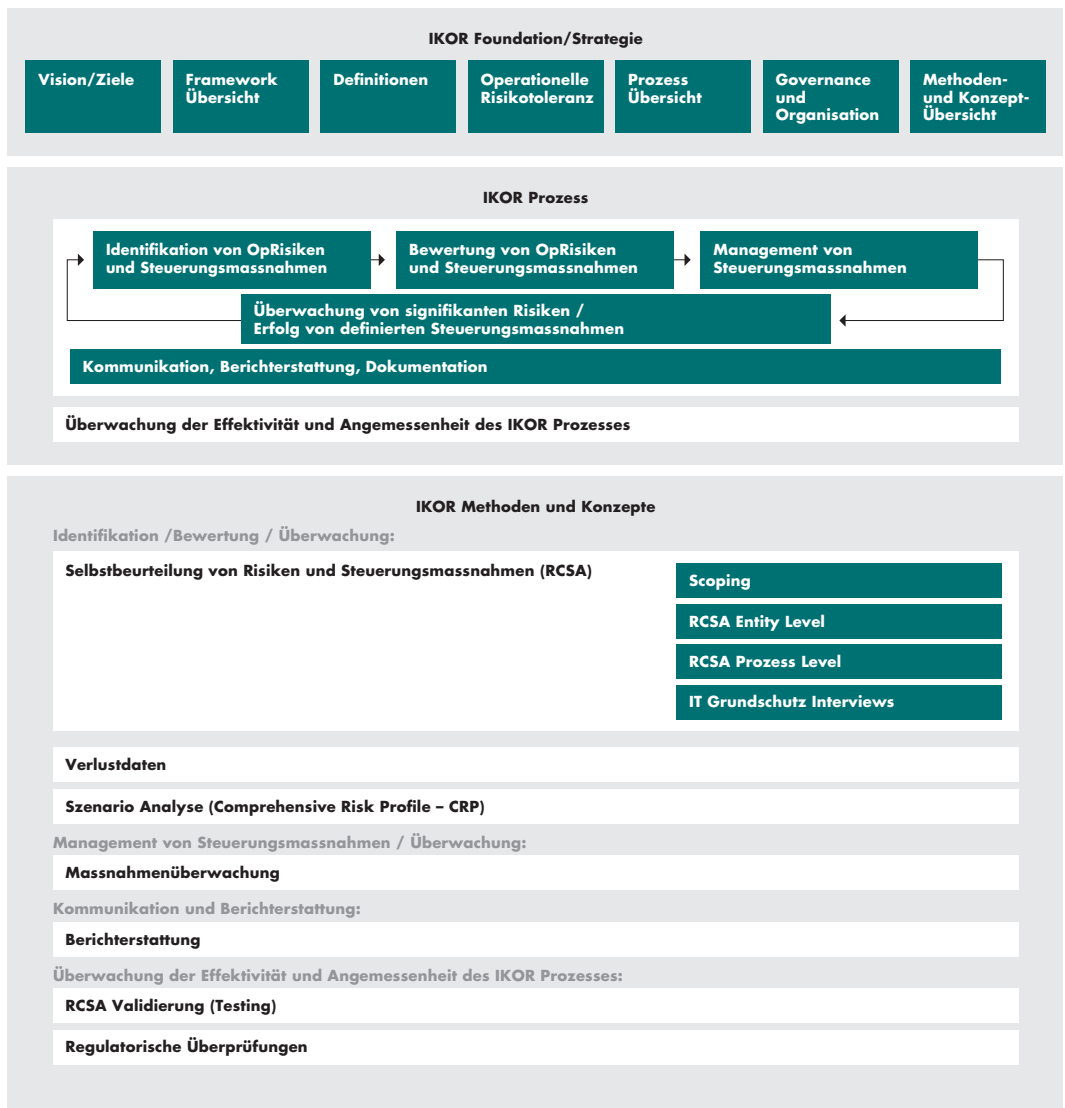 IKOR Foundation/Strategie
Vision/Ziele
Framework
Übersicht
Definitionen
Operationelle
Risikotoleranz
Prozess
Übersicht
Governance
und
Organisation
Methoden-
und Konzept-
Übersicht
IKOR Prozess
Identifikation von OpRisiken
und Steuerungsmassnahmen
Bewertung von OpRisiken
und Steuerungsmassnahmen
Management von
Steuerungsmassnahmen
Überwachung von signifikanten Risiken /
Erfolg von definierten Steuerungsmassnahmen
Kommunikation, Berichterstattung, Dokumentation
Überwachung der Effektivität und Angemessenheit des IKOR Prozesses
IKOR Methoden und Konzepte
Identifikation /Bewertung / Überwachung:
Selbstbeurteilung von Risiken und Steuerungsmassnahmen (RCSA)
Scoping
RCSA Entity Level
RCSA Prozess Level
IT Grundschutz Interviews
Verlustdaten
Szenario Analyse (Comprehensive Risk Profile – CRP)
Management von Steuerungsmassnahmen / Überwachung:
Massnahmenüberwachung
Kommunikation und Berichterstattung:
Berichterstattung
Überwachung der Effektivität und Angemessenheit des IKOR Prozesses:
RCSA Validierung (Testing)
Regulatorische Überprüfungen